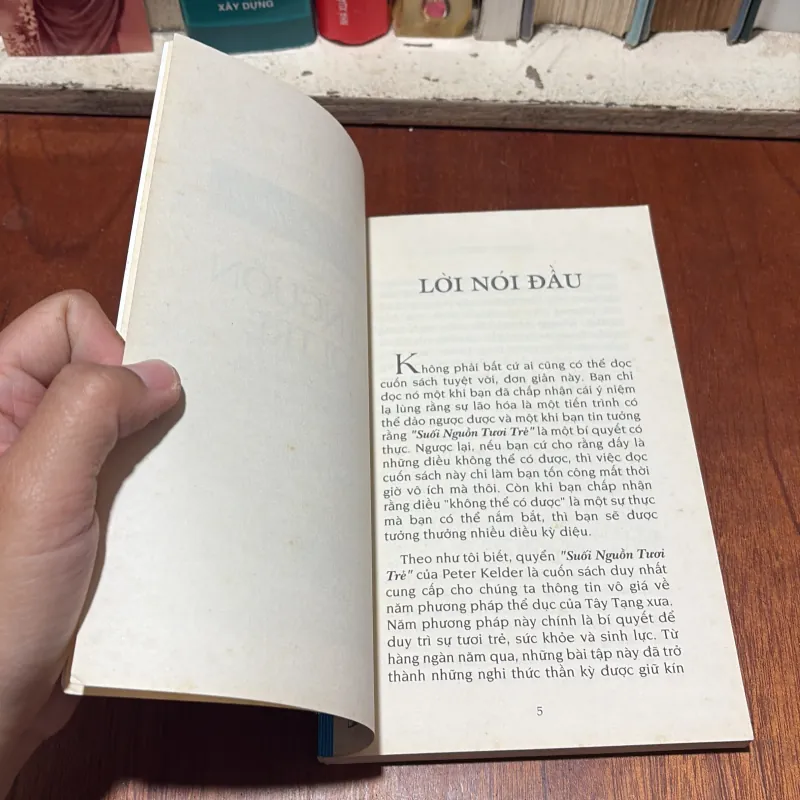 XÂY DỰNG
LỜI NÓI ĐẦU
Không phải bất cứ ai cũng có thể đọc
cuốn sách tuyệt vời, đơn giản này. Bạn chỉ
đọc nó một khi bạn đã chấp nhận cái ý niệm
lạ lùng rằng sự lão hóa là một tiến trình có
thể đảo ngược được và một khi bạn tin tưởng
rằng "Suối Nguồn Tươi Trẻ" là một bí quyết có
thực. Ngược lại, nếu bạn cứ cho rằng đấy là
những điều không thể có được, thì việc đọc
cuốn sách này chỉ làm bạn tốn công mất thời
giờ vô ích mà thôi. Còn khi bạn chấp nhận
rằng điều "không thể có được" là một sự thực
mà bạn có thể nắm bắt, thì bạn sẽ được
tưởng thưởng nhiều điều kỳ diệu.
Theo như tôi biết, quyển "Suối Nguồn Tươi
Trẻ" của Peter Kelder là cuốn sách duy nhất
cung cấp cho chúng ta thông tin vô giá về
năm phương pháp thể dục của Tây Tạng xưa.
Năm phương pháp này chính là bí quyết để
duy trì sự tươi trẻ, sức khỏe và sinh lực. Từ
hàng ngàn năm qua, những bài tập này đã trở
thành những nghi thức thần kỳ được giữ kín
5